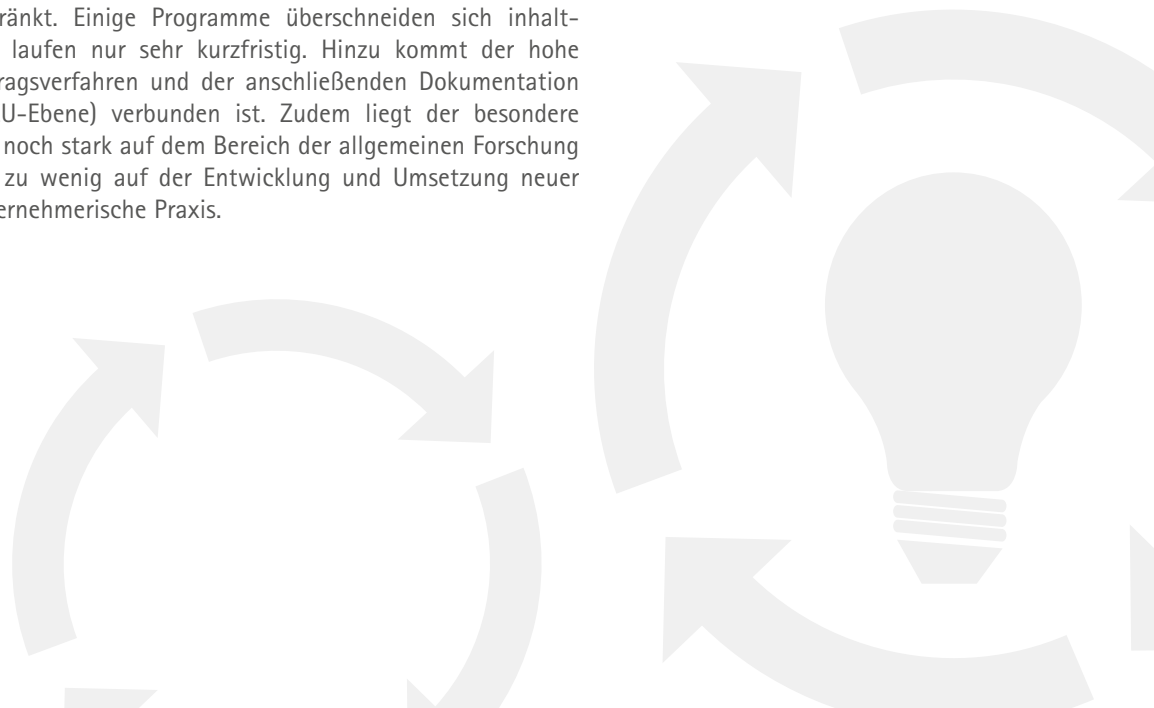 ränkt. Einige Programme überschneiden sich inhalt-
laufen nur sehr kurzfristig. Hinzu kommt der hohe
ragsverfahren und der anschließenden Dokumentation
U-Ebene) verbunden ist. Zudem liegt der besondere
noch stark auf dem Bereich der allgemeinen Forschung
zu wenig auf der Entwicklung und Umsetzung neuer
ernehmerische Praxis.